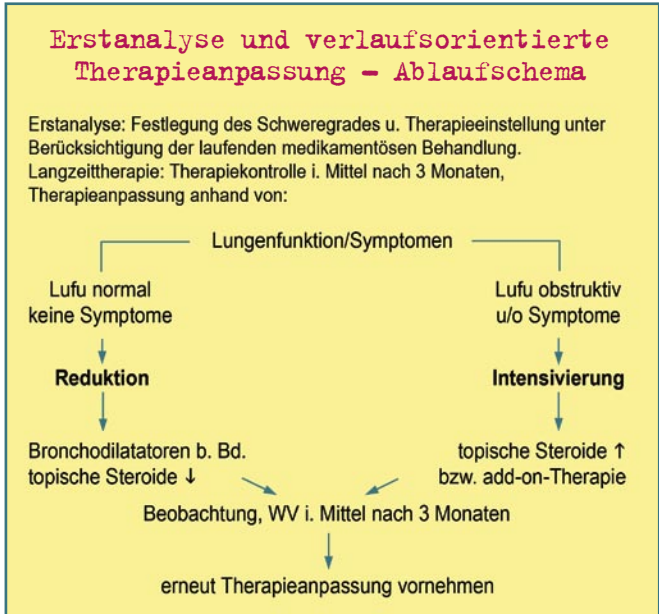 Erstanalyse und verlaufsorientierte
Therapieanpassung – Ablaufschema
Erstanalyse: Festlegung des Schweregrades u. Therapieeinstellung unter
Berücksichtigung der laufenden medikamentösen Behandlung.
Langzeittherapie: Therapiekontrolle i. Mittel nach 3 Monaten,
Therapieanpassung anhand von:
Lungenfunktion/Symptomen
Lufu normal
keine Symptome
Reduktion
Bronchodilatatoren b. Bd.
topische Steroide ↓
Lufu obstruktiv
u/o Symptome
Intensivierung
topische Steroide ↑
bzw. add-on-Therapie
Beobachtung, WV i. Mittel nach 3 Monaten
erneut Therapieanpassung vornehmen